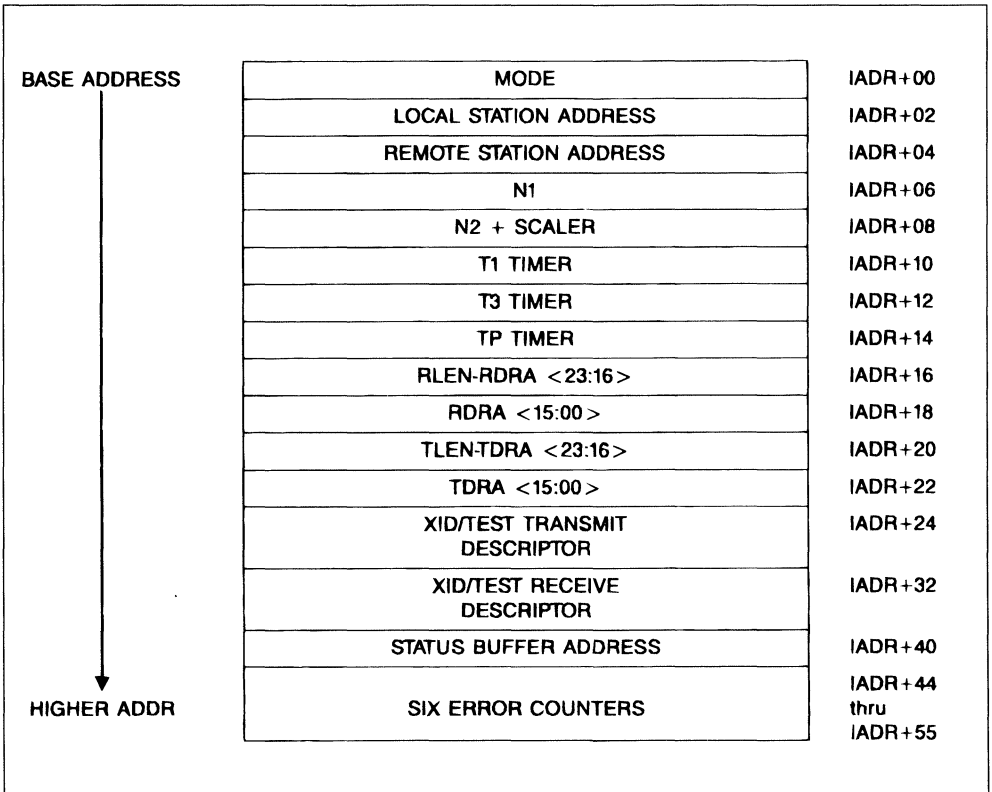 BASE ADDRESS MODE IADR+00
LOCAL STATION ADDRESS IADR+02
REMOTE STATION ADDRESS IADR+04
N1 IADR+06
N2 + SCALER IADR+08
T1 TIMER IADR+10
T3 TIMER IADR+12
TP TIMER IADR+14
RLEN-RDRA <23:16> IADR+16
RDRA <15:00> IADR+18
TLEN-TDRA <23:16> IADR+20
TDRA <15:00> IADR+22
XID/TEST TRANSMIT IADR+24
DESCRIPTOR
XID/TEST RECEIVE IADR+32
DESCRIPTOR
STATUS BUFFER ADDRESS IADR+40
IADR+44
HIGHER ADDR SIX ERROR COUNTERS thru
IADR+55